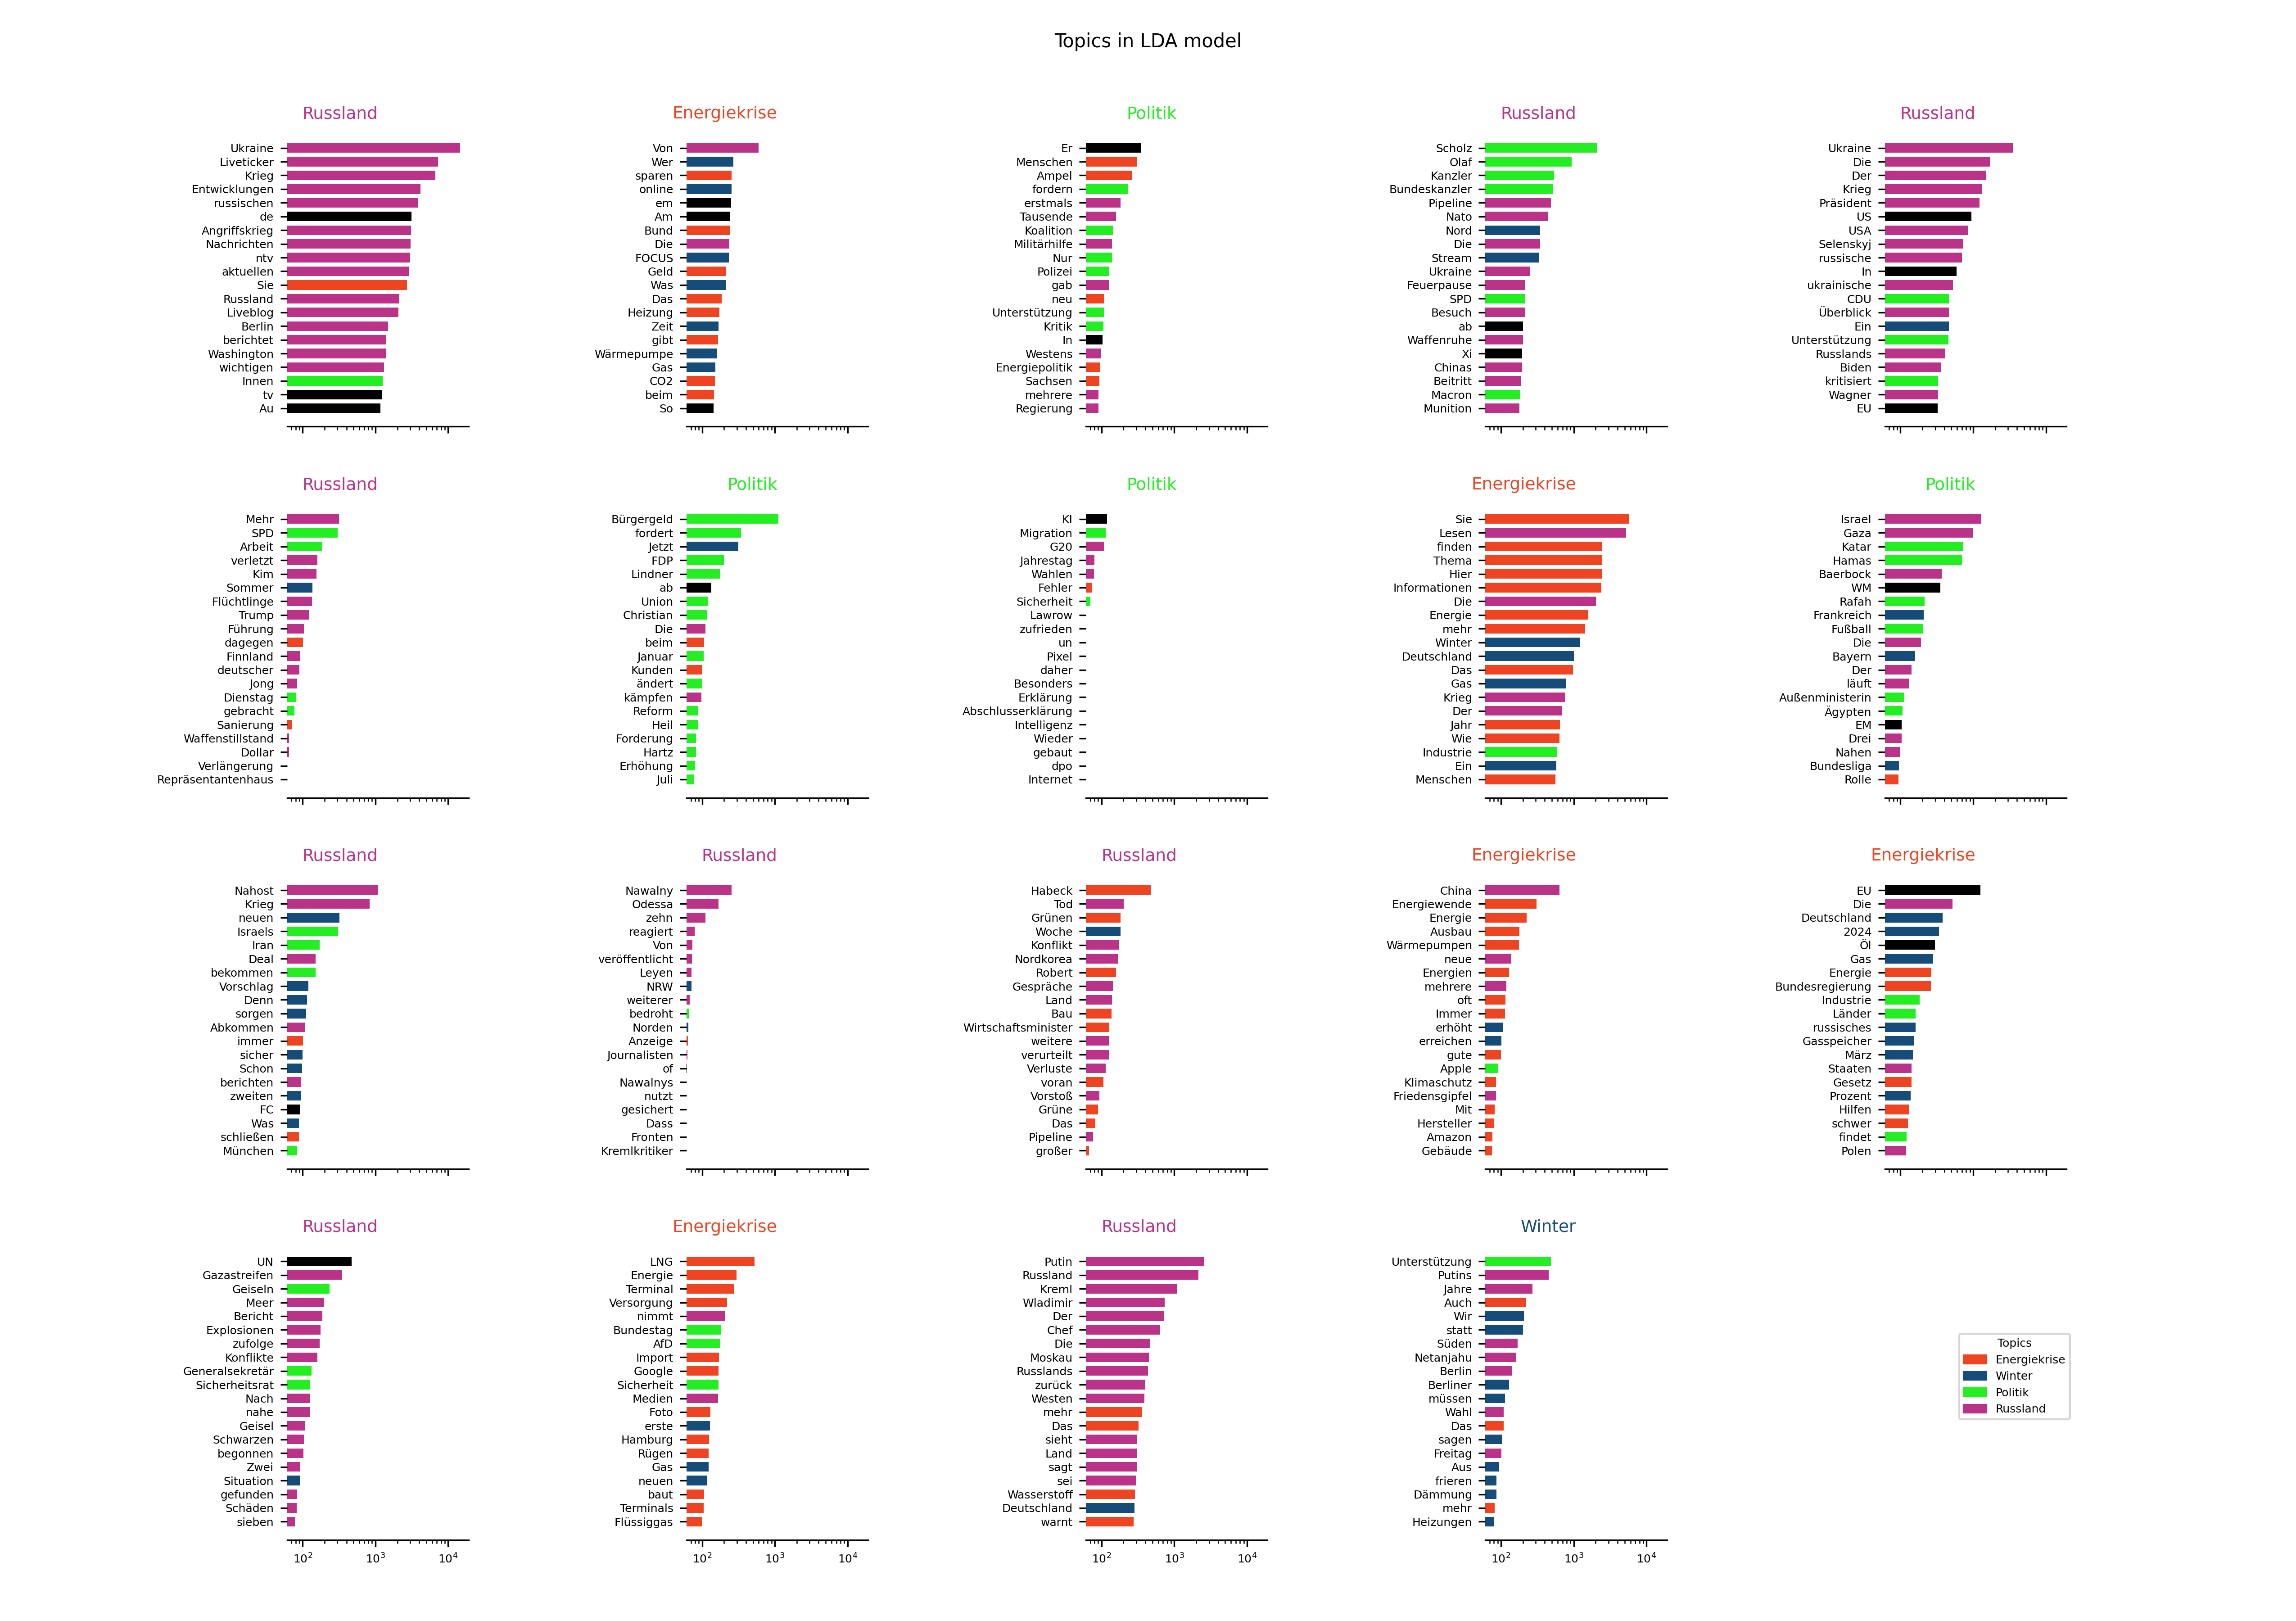 Topics in LDA model
Russland
Ukraine
Liveticker
Krieg
Entwicklungen
russischen
de
Angriffskrieg
Nachrichten
ntv
aktuellen
Sie
Russland
Liveblog
Berlin
berichtet
Washington
wichtigen
Innen
tv
Au
Energiekrise
Von
Wer
sparen
online
em
Am
Bund
Die
FOCUS
Geld
Was
Das
Heizung
Zeit
gibt
Wärmepumpe
Gas
CO2
beim
So
Politik
Er
Menschen
Ampel
fordern
erstmals
Tausende
Koalition
Militärhilfe
Nur
Polizei
gab
neu
Unterstützung
Kritik
In
Westens
Energiepolitik
Sachsen
mehrere
Regierung
Russland
Scholz
Olaf
Kanzler
Bundeskanzler
Pipeline
Nato
Nord
Die
Stream
Ukraine
Feuerpause
SPD
Besuch
ab
Waffenruhe
Xi
Chinas
Beitritt
Macron
Munition
Russland
Ukraine
Die
Der
Krieg
Präsident
US
USA
Selenskyj
russische
In
ukrainische
CDU
Überblick
Ein
Unterstützung
Russlands
Biden
kritisiert
Wagner
EU
Russland
Mehr
SPD
Arbeit
verletzt
Kim
Sommer
Flüchtlinge
Trump
Führung
dagegen
Finnland
deutscher
Jong
Dienstag
gebracht
Sanierung
Waffenstillstand
Dollar
Verlängerung
Repräsentantenhaus
Politik
Bürgergeld
fordert
Jetzt
FDP
Lindner
ab
Union
Christian
Die
beim
Januar
Kunden
ändert
kämpfen
Reform
Heil
Forderung
Hartz
Erhöhung
Juli
Politik
KI
Migration
G20
Jahrestag
Wahlen
Fehler
Sicherheit
Lawrow
zufrieden
un
Pixel
daher
Besonders
Erklärung
Abschlusserklärung
Intelligenz
Wieder
gebaut
dpo
Internet
Energiekrise
Sie
Lesen
finden
Thema
Hier
Informationen
Die
Energie
mehr
Winter
Deutschland
Das
Gas
Krieg
Der
Jahr
Wie
Industrie
Ein
Menschen
Politik
Israel
Gaza
Katar
Hamas
Baerbock
WM
Rafah
Frankreich
Fußball
Die
Bayern
Der
läuft
Außenministerin
Ägypten
EM
Drei
Nahen
Bundesliga
Rolle
Russland
Nahost
Krieg
neuen
Israels
Iran
Deal
bekommen
Vorschlag
Denn
sorgen
Abkommen
immer
sicher
Schon
berichten
zweiten
FC
Was
schließen
München
Russland
Nawalny
Odessa
zehn
reagiert
Von
veröffentlicht
Leyen
NRW
weiterer
bedroht
Norden
Anzeige
Journalisten
of
Nawalnys
nutzt
gesichert
Dass
Fronten
Kremlkritiker
Russland
Habeck
Tod
Grünen
Woche
Konflikt
Nordkorea
Robert
Gespräche
Land
Bau
Wirtschaftsminister
weitere
verurteilt
Verluste
voran
Vorstoß
Grüne
Das
Pipeline
großer
Energiekrise
China
Energiewende
Energie
Ausbau
Wärmepumpen
neue
Energien
mehrere
oft
Immer
erhöht
erreichen
gute
Apple
Klimaschutz
Friedensgipfel
Mit
Hersteller
Amazon
Gebäude
Energiekrise
EU
Die
Deutschland
2024
Öl
Gas
Energie
Bundesregierung
Industrie
Länder
russisches
Gasspeicher
März
Staaten
Gesetz
Prozent
Hilfen
schwer
findet
Polen
Russland
UN
Gazastreifen
Geiseln
Meer
Bericht
Explosionen
zufolge
Konflikte
Generalsekretär
Sicherheitsrat
Nach
nahe
Geisel
Schwarzen
begonnen
Zwei
Situation
gefunden
Schäden
sieben
10² 10³ 10⁴
Energiekrise
LNG
Energie
Terminal
Versorgung
nimmt
Bundestag
AfD
Import
Google
Sicherheit
Medien
Foto
erste
Hamburg
Rügen
Gas
neuen
baut
Terminals
Flüssiggas
10² 10³ 10⁴
Russland
Putin
Russland
Kreml
Wladimir
Der
Chef
Die
Moskau
Russlands
zurück
Westen
mehr
Das
sieht
Land
sagt
sei
Wasserstoff
Deutschland
warnt
10² 10³ 10⁴
Winter
Unterstützung
Putins
Jahre
Auch
Wir
statt
Süden
Netanjahu
Berlin
Berliner
müssen
Wahl
Das
sagen
Freitag
Aus
frieren
Dämmung
mehr
Heizungen
10² 10³ 10⁴
Topics
Energiekrise
Winter
Politik
Russland